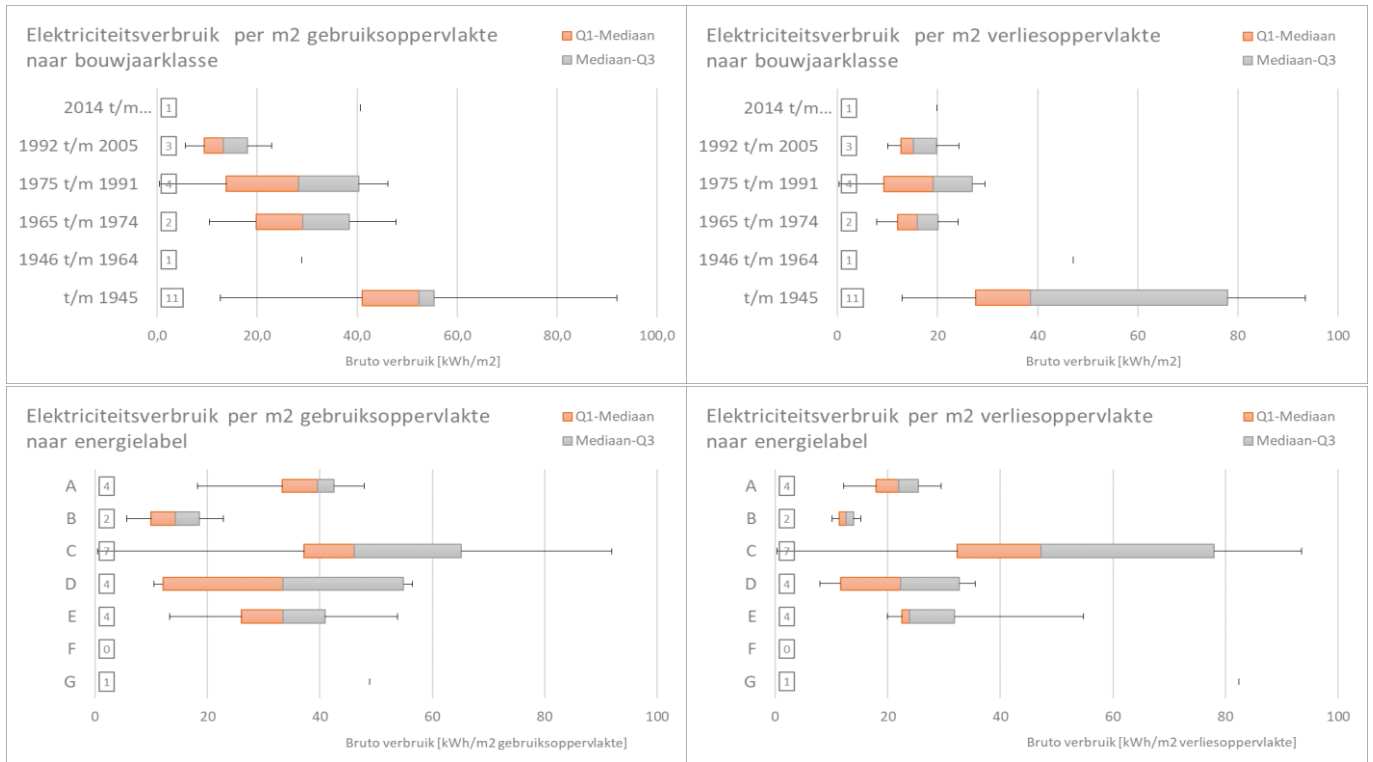 Elektriciteitsverbruik per m2 gebruiksoppervlakte
naar bouwjaarklasse
Q1-Mediaan
Mediaan-Q3
2014 t/m... 1
1992 t/m 2005 3
1975 t/m 1991 4
1965 t/m 1974 2
1946 t/m 1964 1
t/m 1945 11
0,0 20,0 40,0 60,0 80,0 100,0
Bruto verbruik [kWh/m2]
Elektriciteitsverbruik per m2 verliesoppervlakte
naar bouwjaarklasse
Q1-Mediaan
Mediaan-Q3
2014 t/m... 1
1992 t/m 2005 3
1975 t/m 1991 4
1965 t/m 1974 2
1946 t/m 1964 1
t/m 1945 11
0 20 40 60 80 100
Bruto verbruik [kWh/m2]
Elektriciteitsverbruik per m2 gebruiksoppervlakte
naar energielabel
Q1-Mediaan
Mediaan-Q3
A 4
B 2
C 7
D 4
E 4
F 0
G 1
0 20 40 60 80 100
Bruto verbruik [kWh/m2 gebruiksoppervlakte]
Elektriciteitsverbruik per m2 verliesoppervlakte
naar energielabel
Q1-Mediaan
Mediaan-Q3
A 4
B 2
C 7
D 4
E 4
F 0
G 1
0 20 40 60 80 100
Bruto verbruik [kWh/m2 verliesoppervlakte]